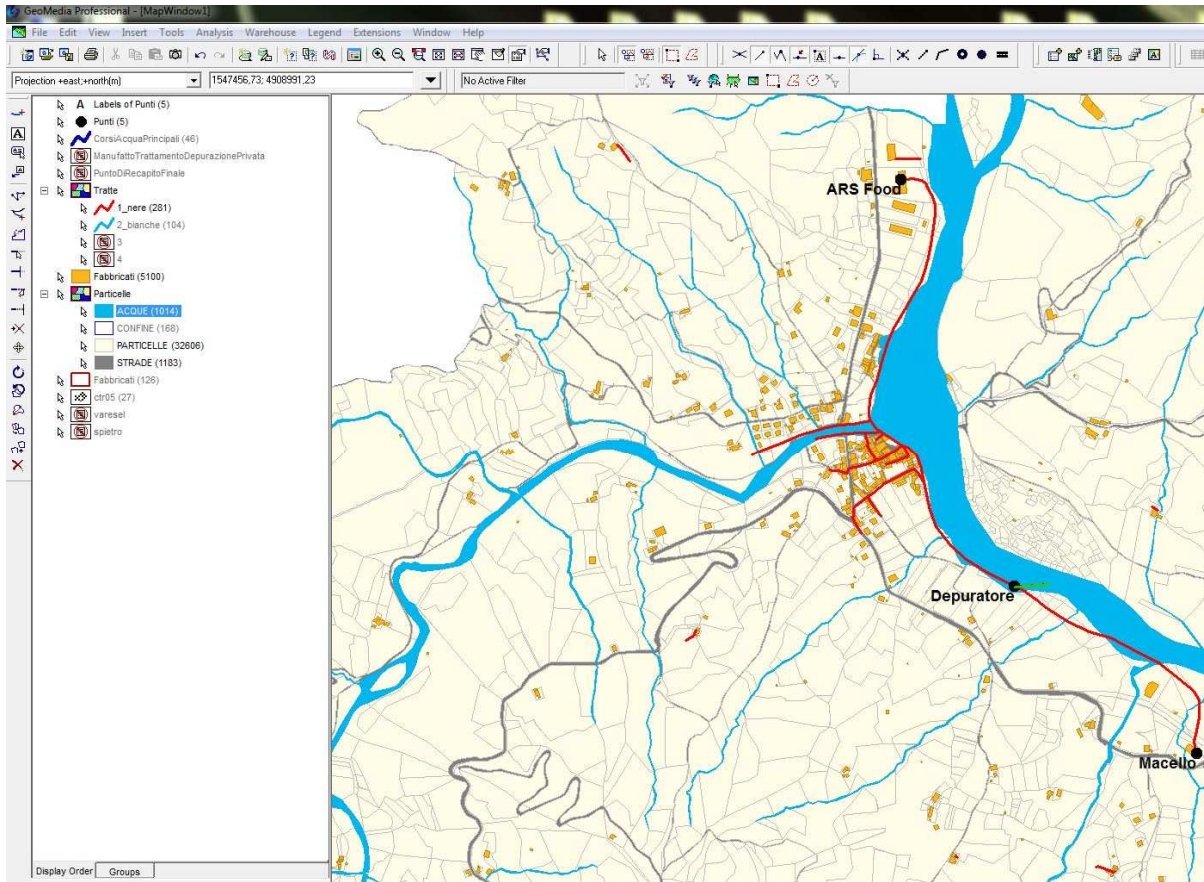 GeoMedia Professional - [MapWindow1]
File Edit View Insert Tools Analysis Warehouse Legend Extensions Window Help
Projection +east;+north(m) 1547456,73; 4908991,23 No Active Filter
A Labels of Punti (5)
Punti (5)
CorsiAcquaPrincipali (46)
ManufattoTrattamentoDepurazionePrivata
PuntoDiRecapitoFinale
Tratte
1_nere (281)
2_bianche (104)
3
4
Fabbricati (5100)
Particelle
ACQUE (1014)
CONFINE (168)
PARTICELLE (32606)
STRADE (1183)
Fabbricati (126)
ctr05 (27)
varesel
spietro
ARS Food
Depuratore
Macello
Display Order Groups